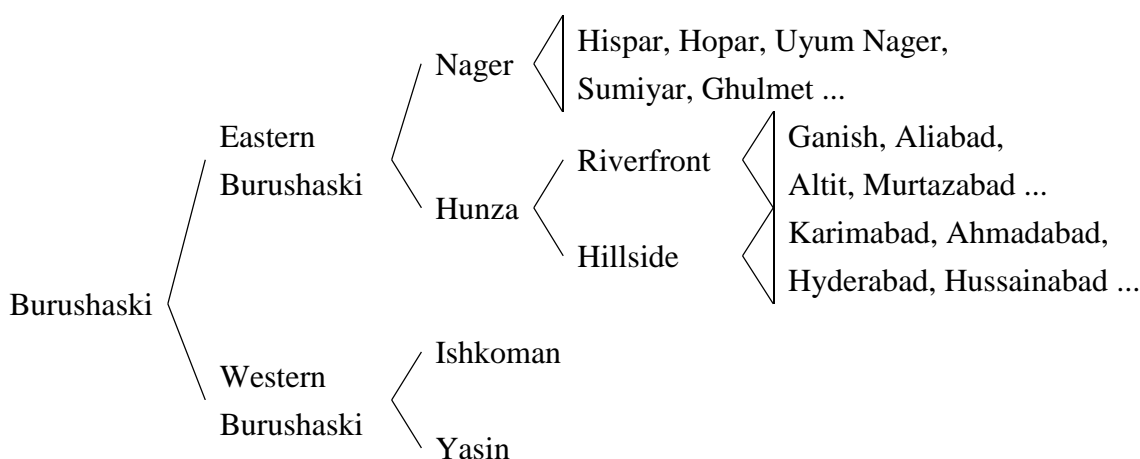 Hispar, Hopar, Uyum Nager,
Nager
Sumiyar, Ghulmet ...
Eastern
Burushaski
Ganish, Aliabad,
Riverfront
Altit, Murtazabad ...
Hunza
Karimabad, Ahmadabad,
Hillside
Hyderabad, Hussainabad ...
Burushaski
Ishkoman
Western
Burushaski
Yasin